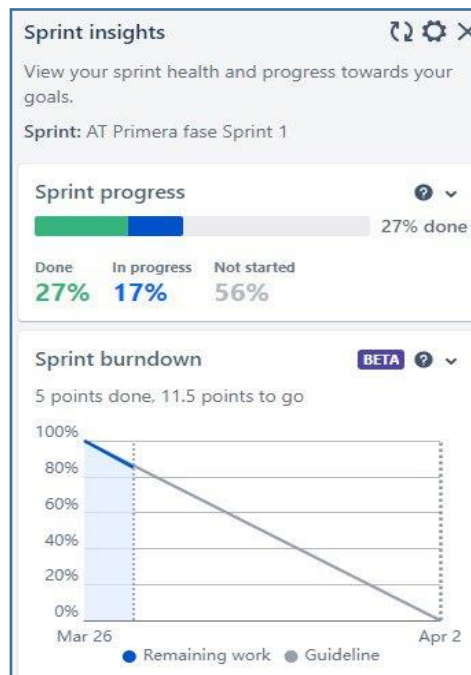 Sprint insights
View your sprint health and progress towards your
goals.
Sprint: AT Primera fase Sprint 1
Sprint progress
27% done
Done In progress Not started
27% 17% 56%
Sprint burndown BETA
5 points done, 11.5 points to go
100%
80%
60%
40%
20%
0%
Mar 26 Apr 2
Remaining work Guideline